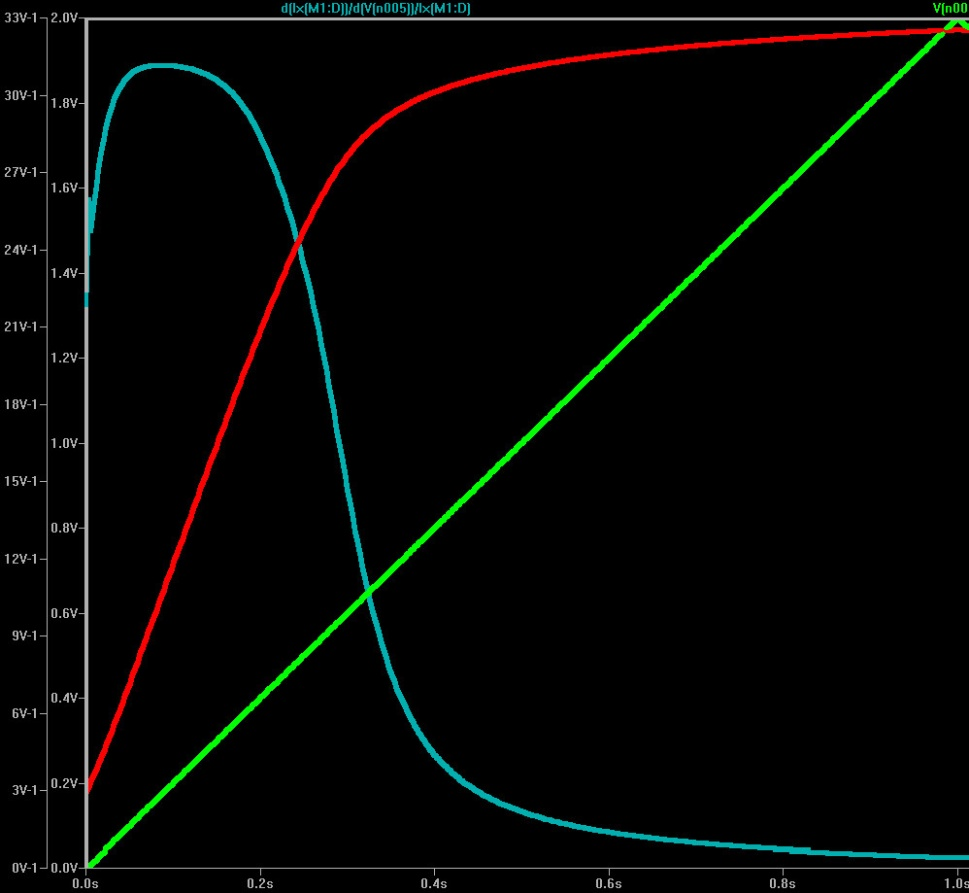 d(Ix(M1:D))/d(V(n005))/Ix(M1:D) V(n00
33V-1 2.0V
30V-1 1.8V
27V-1 1.6V
24V-1 1.4V
21V-1 1.2V
18V-1 1.0V
15V-1 0.8V
12V-1 0.6V
9V-1 0.4V
6V-1 0.2V
3V-1 0.0V
0V-1
0.0s 0.2s 0.4s 0.6s 0.8s 1.0s